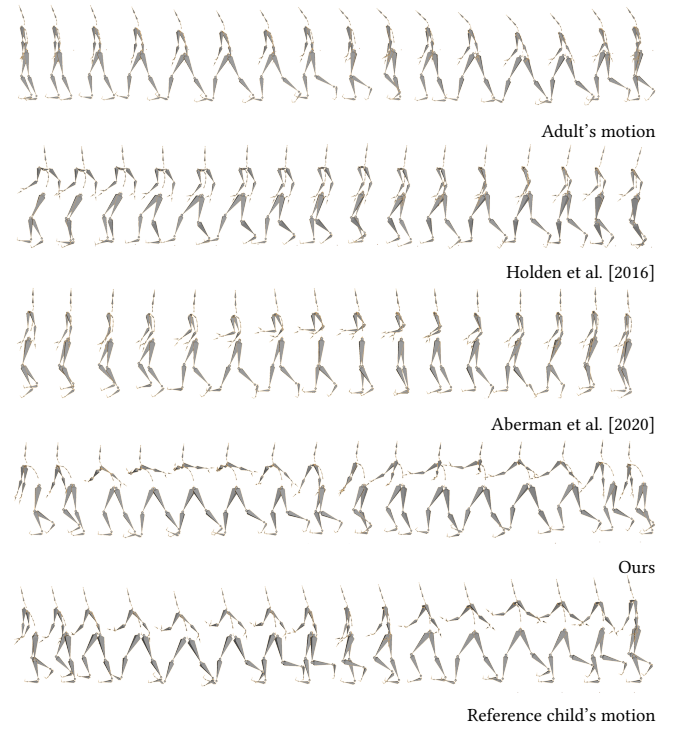 Adult's motion
Holden et al. [2016]
Aberman et al. [2020]
Ours
Reference child's motion